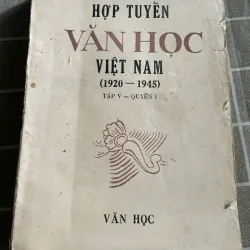 HỢP TUYỂN
VĂN HỌC
VIỆT NAM
(1920 — 1945)
TẬP V — QUYỂN I
VĂN HỌC